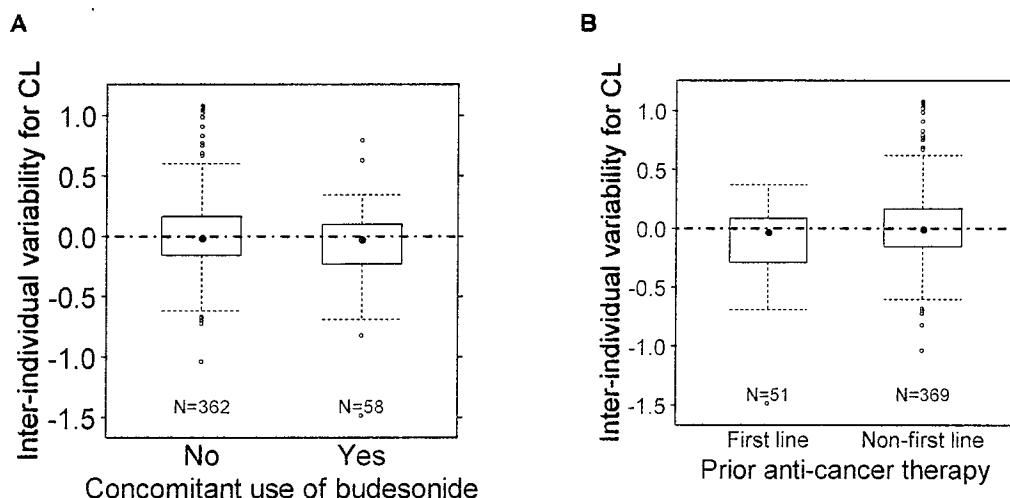 A
Inter-individual variability for CL
1.0
0.5
0.0
-0.5
-1.0
-1.5
N=362
N=58
No
Yes
Concomitant use of budesonide
B
Inter-individual variability for CL
1.0
0.5
0.0
-0.5
-1.0
-1.5
N=51
N=369
First line
Non-first line
Prior anti-cancer therapy